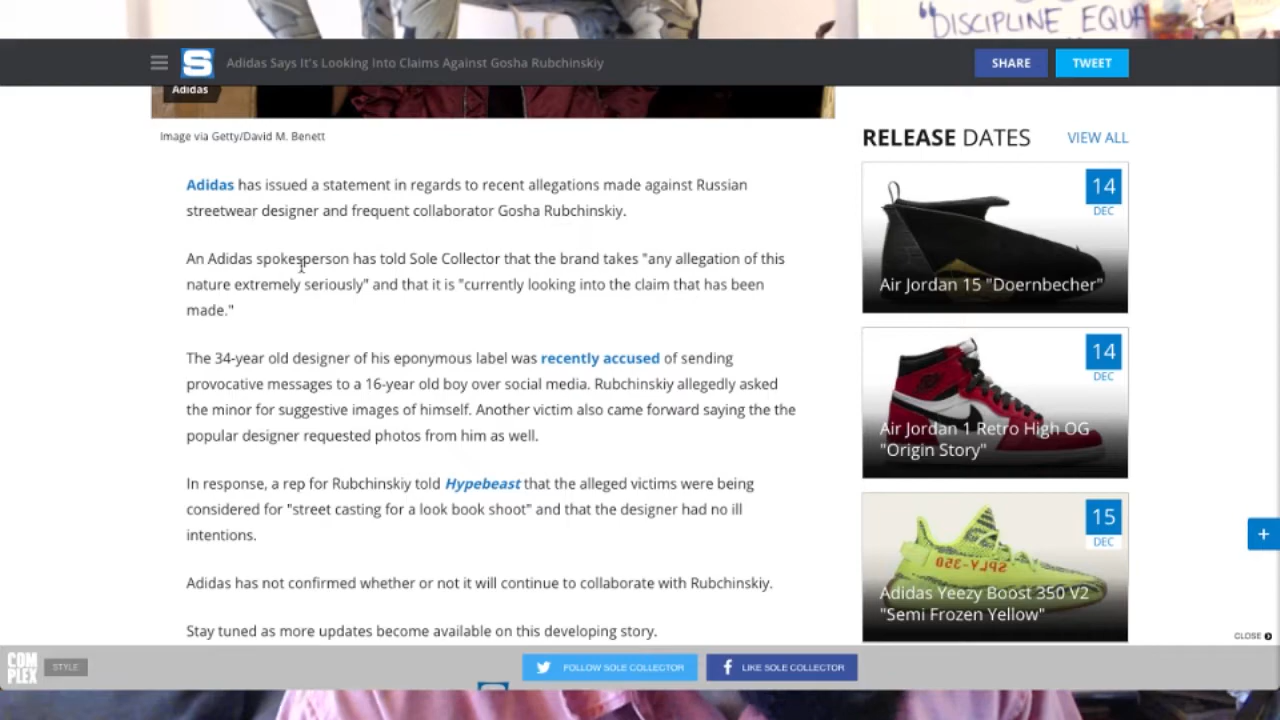 "DISCIPLINE EQUA
Adidas Says It's Looking Into Claims Against Gosha Rubchinskiy
SHARE
TWEET
Adidas
Image via Getty/David M. Benett
Adidas has issued a statement in regards to recent allegations made against Russian
streetwear designer and frequent collaborator Gosha Rubchinskiy.
An Adidas spokesperson has told Sole Collector that the brand takes "any allegation of this
nature extremely seriously" and that it is "currently looking into the claim that has been
made."
The 34-year old designer of his eponymous label was recently accused of sending
provocative messages to a 16-year old boy over social media. Rubchinskiy allegedly asked
the minor for suggestive images of himself. Another victim also came forward saying the the
popular designer requested photos from him as well.
In response, a rep for Rubchinskiy told Hypebeast that the alleged victims were being
considered for "street casting for a look book shoot" and that the designer had no ill
intentions.
Adidas has not confirmed whether or not it will continue to collaborate with Rubchinskiy.
Stay tuned as more updates become available on this developing story.
RELEASE DATES
VIEW ALL
14
DEC
Air Jordan 15 "Doernbecher"
14
DEC
Air Jordan 1 Retro High OG
"Origin Story"
15
DEC
SPLY-350
Adidas Yeezy Boost 350 V2
"Semi Frozen Yellow"
+
CLOSE
COM
PLEX
STYLE
FOLLOW SOLE COLLECTOR
LIKE SOLE COLLECTOR